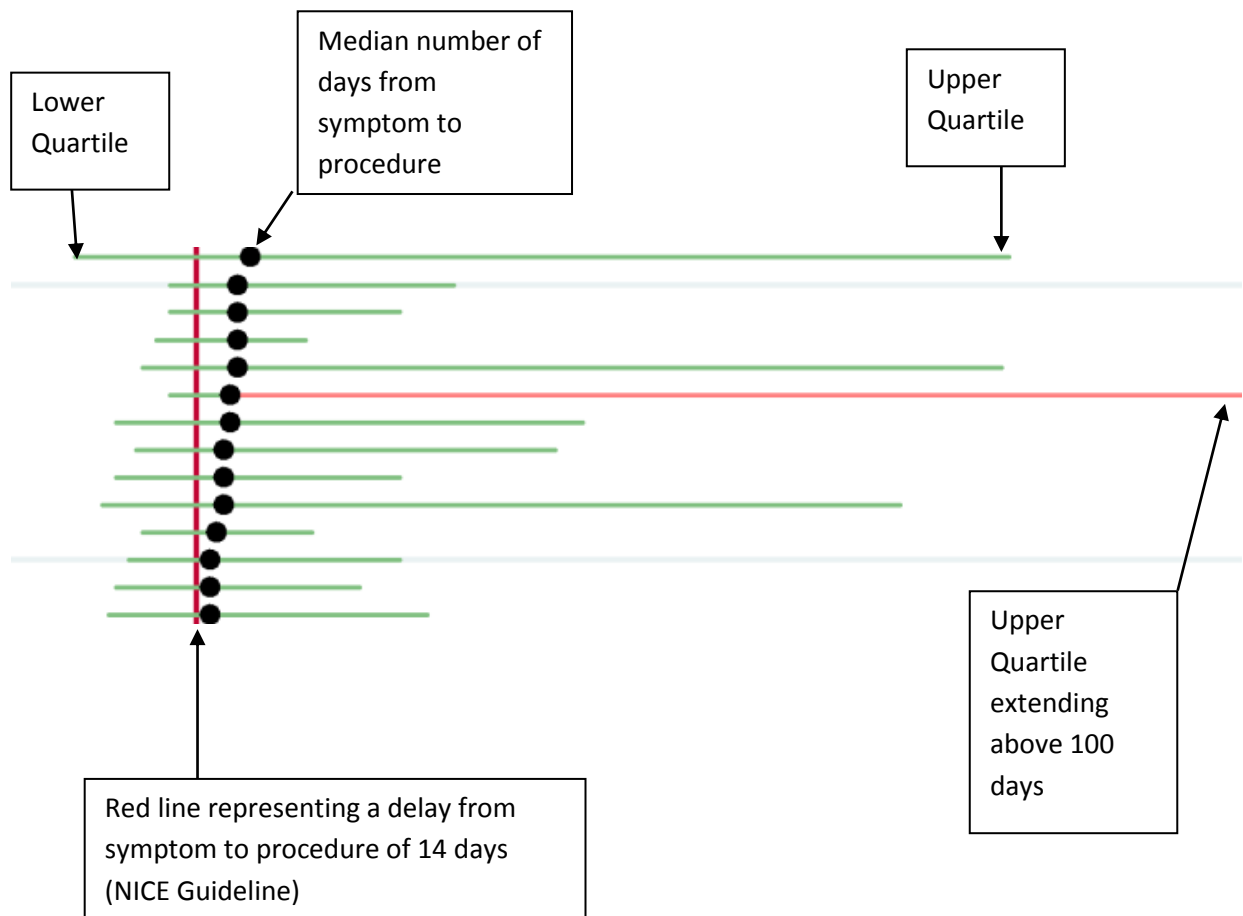 Lower
Quartile
Median number of
days from
symptom to
procedure
Upper
Quartile
Upper
Quartile
extending
above 100
days
Red line representing a delay from
symptom to procedure of 14 days
(NICE Guideline)